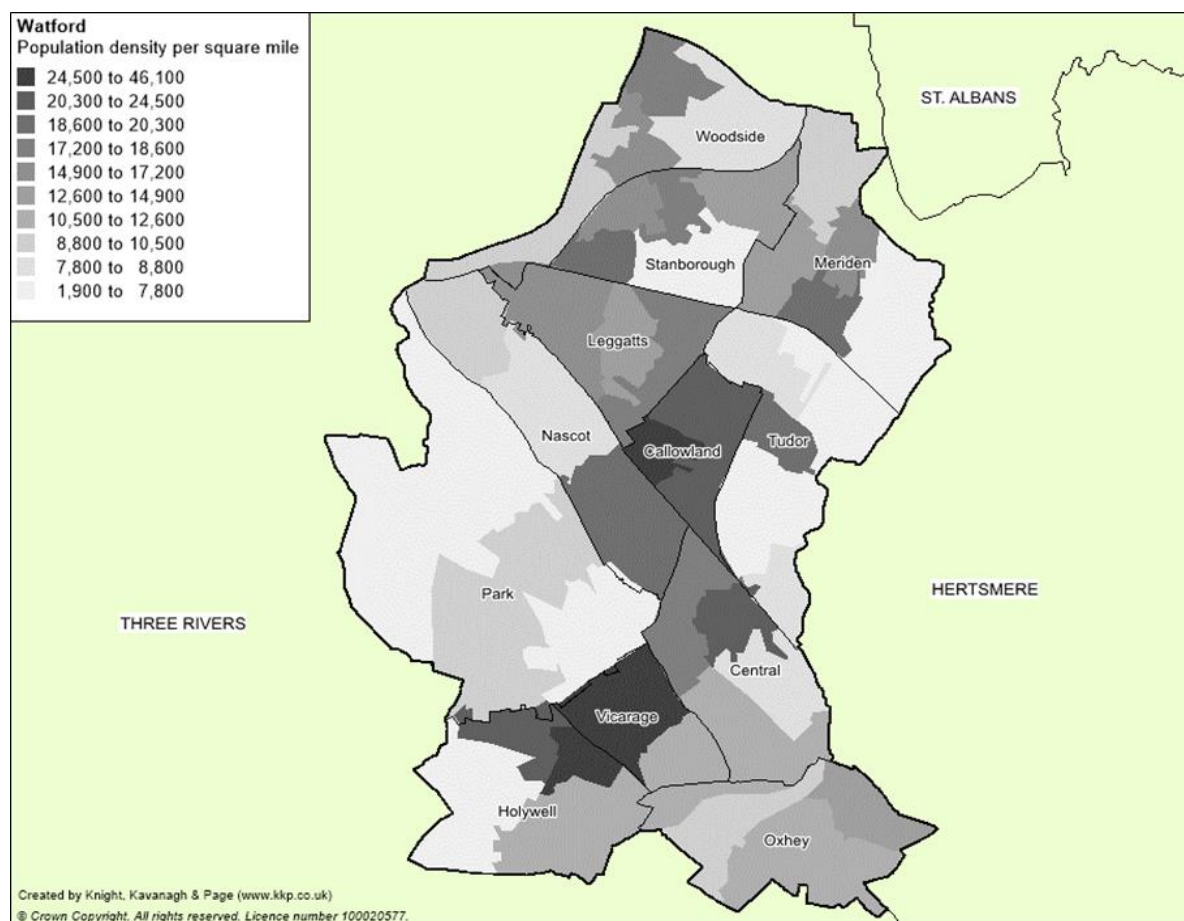 Watford
Population density per square mile
24,500 to 46,100
20,300 to 24,500
18,600 to 20,300
17,200 to 18,600
14,900 to 17,200
12,600 to 14,900
10,500 to 12,600
8,800 to 10,500
7,800 to 8,800
1,900 to 7,800
ST. ALBANS
Woodside
Stanborough
Meriden
Leggatts
Nascot
Callowland
Tudor
Park
HERTSMERE
THREE RIVERS
Central
Vicarage
Holywell
Oxhey
Created by Knight, Kavanagh & Page (www.kkp.co.uk)
© Crown Copyright. All rights reserved. Licence number 100020577.